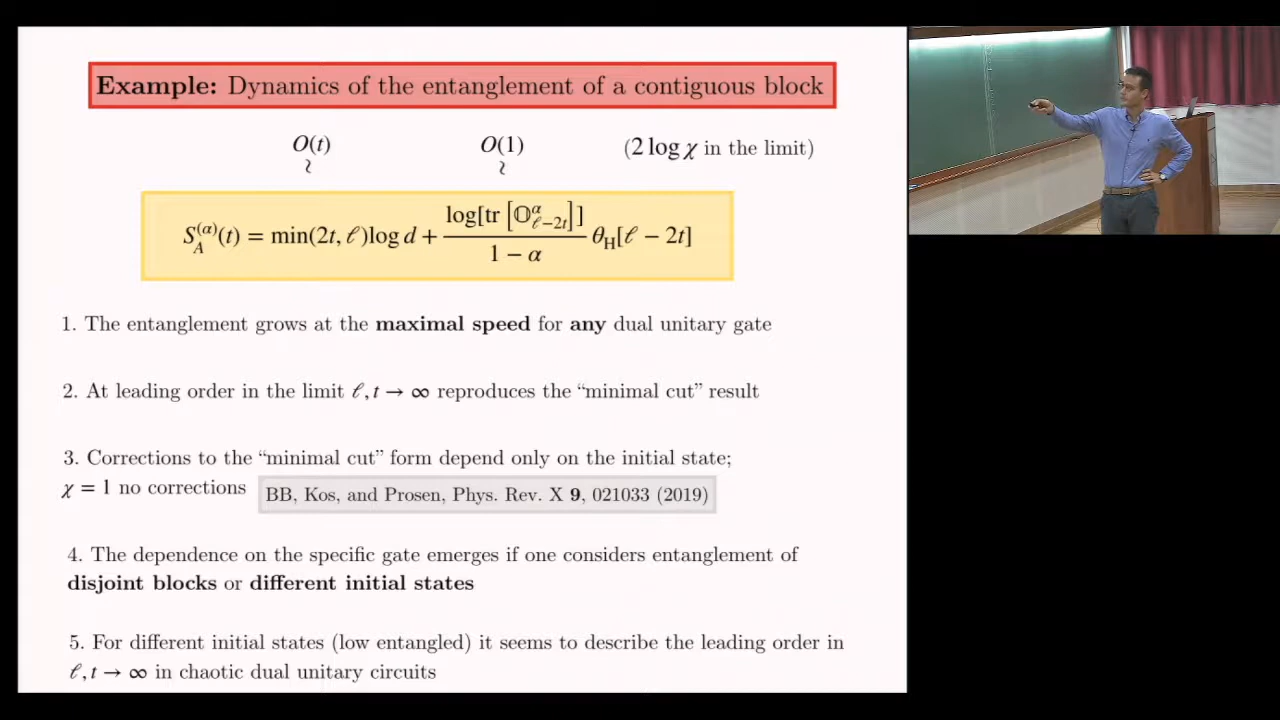 Example: Dynamics of the entanglement of a contiguous block
O(t) O(1) (2 log χ in the limit)
≀ ≀
S_A^{(α)}(t) = min(2t, ℓ)log d + \frac{log[tr [𝕆^α_{ℓ−2t}]]}{1 − α} θ_H[ℓ − 2t]
1. The entanglement grows at the maximal speed for any dual unitary gate
2. At leading order in the limit ℓ, t → ∞ reproduces the “minimal cut” result
3. Corrections to the “minimal cut” form depend only on the initial state;
χ = 1 no corrections BB, Kos, and Prosen, Phys. Rev. X 9, 021033 (2019)
4. The dependence on the specific gate emerges if one considers entanglement of
disjoint blocks or different initial states
5. For different initial states (low entangled) it seems to describe the leading order in
ℓ, t → ∞ in chaotic dual unitary circuits